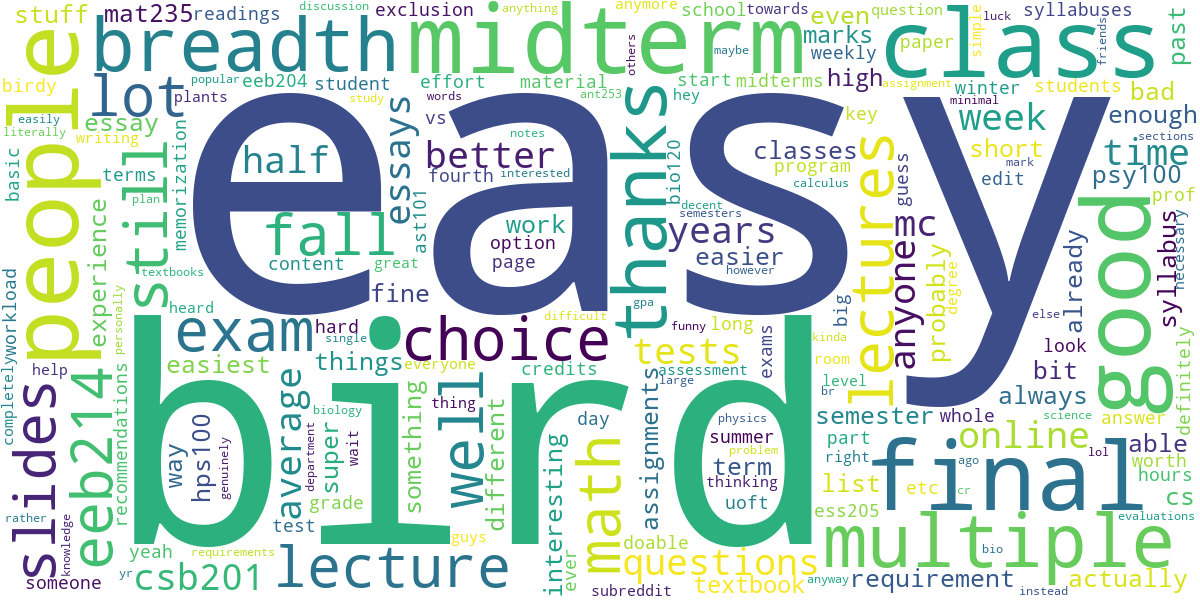 mat235
readings
exclusion
discussion
anything
school
towards
even
question
luck
syllabuses
stuff
breadth
midterm
others
anymore
maybe
marks
weekly
paper
simple
class
friends
past
birdy
lot
popular
eeb204
student
effort
material
start
midterms
high
assignment
winter
minimal
students
bad
easily
literally
plants
study
words
ant253
hey
key
week
enough
people
essay
writing
essays
vs
notes
bio120
classes
program
short
sections
time
basic
terms
memorization
easy
half
better
fourth
interested
thanks
calculus
guess
mark
edit
psy100
prof
plan
still
fall
ast101
work
option
decent
semesters
years
easier
lectures
mc
anyone
good
syllabus
necessary
experience
textbooks
content
great
page
however
probably
degree
already
workload
completely
personally
heard
fine
difficult
gpa
funny
long
big
else
exam
hard
single
choice
exams
kinda
room
look
definitely
help
easiest
things
everyone
credits
tests
assessment
level
bit
slides
eeb214
recommendations
bird
average
super
something
thing
well
different
day
large
br
always
way
hps100
genuinely
biology
department
wait
interesting
math
assignments
physics
summer
problem
term
thinking
uoft
semester
part
right
whole
online
science
answer
able
lol
worth
hours
rather
knowledge
grade
test
guys
doable
list
etc
ago
final
cs
cr
ess205
evaluations
someone
yeah
yr
requirements
csb201
lecture
ever
questions
subreddit
textbook
multiple
bio
anyway
requirement
instead
actually